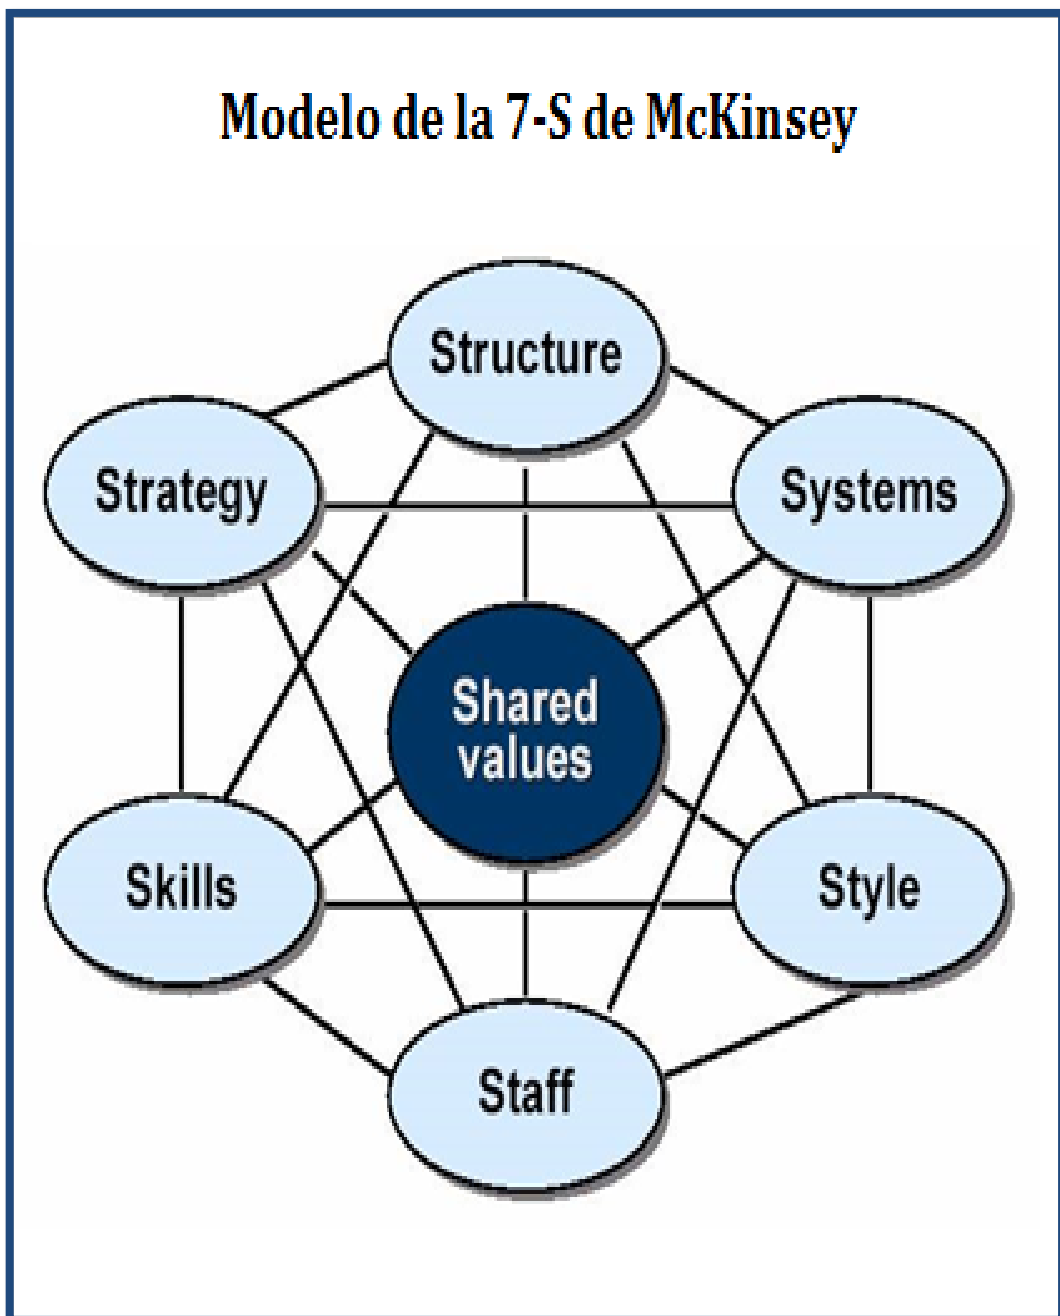 Modelo de la 7-S de McKinsey
Structure
Strategy
Systems
Shared
values
Skills
Style
Staff